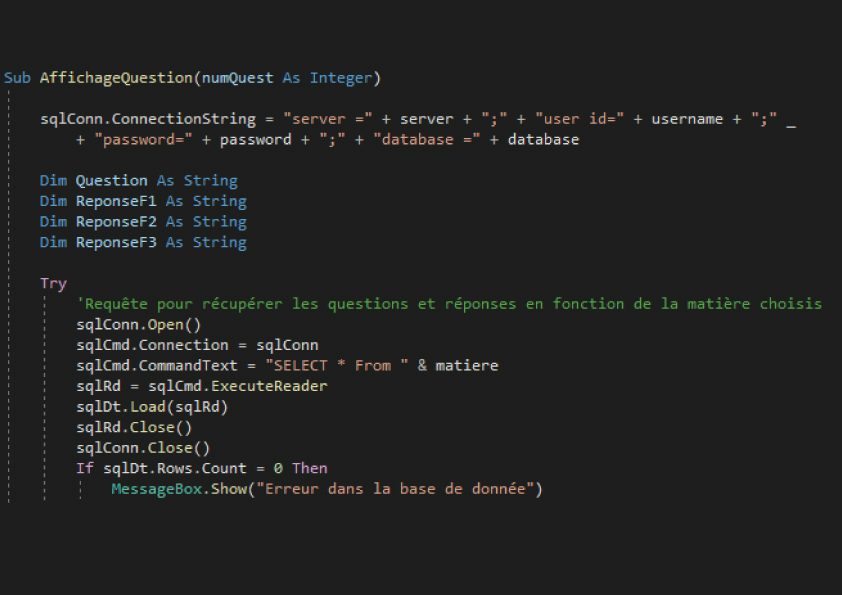 Sub AffichageQuestion(numQuest As Integer)
sqlConn.ConnectionString = "server =" + server + ";" + "user id=" + username + ";" _
+ "password=" + password + ";" + "database =" + database
Dim Question As String
Dim ReponseF1 As String
Dim ReponseF2 As String
Dim ReponseF3 As String
Try
'Requête pour récupérer les questions et réponses en fonction de la matière choisis
sqlConn.Open()
sqlCmd.Connection = sqlConn
sqlCmd.CommandText = "SELECT * From " & matiere
sqlRd = sqlCmd.ExecuteReader
sqlDt.Load(sqlRd)
sqlRd.Close()
sqlConn.Close()
If sqlDt.Rows.Count = 0 Then
MessageBox.Show("Erreur dans la base de donnée")